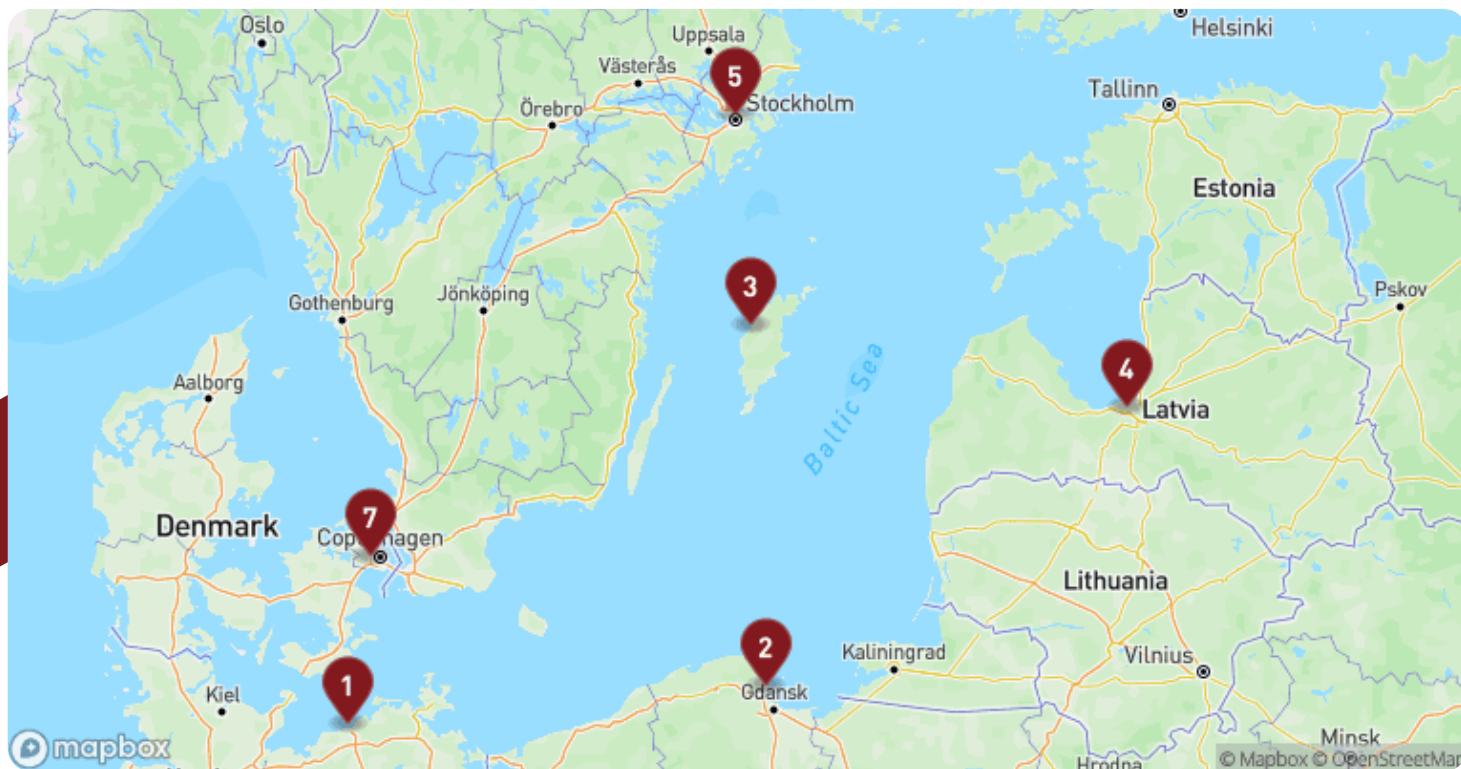 Oslo
Uppsala
Helsinki
Västerås
5
Tallinn
Stockholm
Örebro
Estonia
3
Pskov
Jönköping
Gothenburg
4
Aalborg
Baltic Sea
Latvia
7
Denmark
Copenhagen
Lithuania
2
Kaliningrad
Vilnius
1
Kiel
Gdansk
Minsk
mapbox
© Mapbox © OpenStreetMap
Hrodna